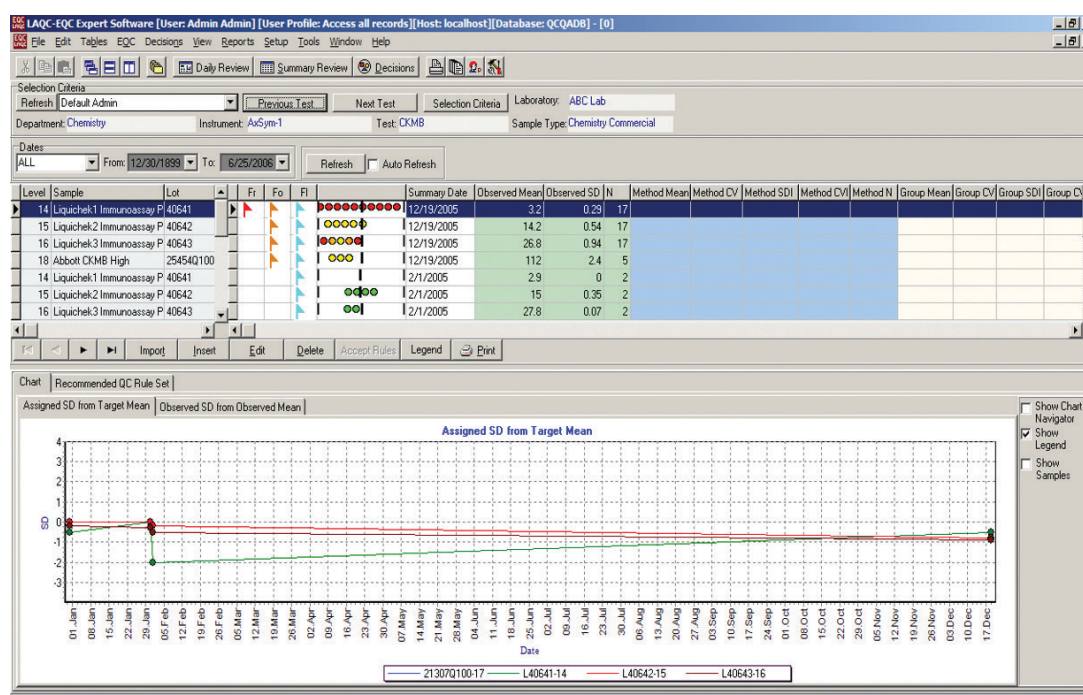 LAQC-EQC Expert Software [User: Admin Admin] [User Profile: Access all records][Host: localhost][Database: QCQADB] - [0]
File Edit Tables EQC Decisions View Reports Setup Tools Window Help
Daily Review Summary Review Decisions
Selection Criteria
Refresh Default Admin Previous Test Next Test Selection Criteria Laboratory: ABC Lab
Department: Chemistry Instrument: AxSym-1 Test: CKMB Sample Type: Chemistry Commercial
Dates
ALL From: 12/30/1899 To: 6/25/2006 Refresh Auto Refresh
Level Sample Lot Fr Fo Fl Summary Date Observed Mean Observed SD N Method Mean Method CV Method SDI Method CVI Method N Group Mean Group CV Group SDI Group CV
14 Liquichek1 Immunoassay P 40641 12/19/2005 3.2 0.29 17
15 Liquichek2 Immunoassay P 40642 12/19/2005 14.2 0.54 17
16 Liquichek3 Immunoassay P 40643 12/19/2005 26.8 0.94 17
18 Abbott CKMB High 25454Q100 12/19/2005 112 2.4 5
14 Liquichek1 Immunoassay P 40641 2/1/2005 2.9 0 2
15 Liquichek2 Immunoassay P 40642 2/1/2005 15 0.35 2
16 Liquichek3 Immunoassay P 40643 2/1/2005 27.8 0.07 2
Import Insert Edit Delete Accept Rules Legend Print
Chart Recommended QC Rule Set
Assigned SD from Target Mean Observed SD from Observed Mean
Show Chart Navigator
Show Legend
Show Samples
Assigned SD from Target Mean
4
3
2
1
0
-1
-2
-3
SD
01.Jan 08.Jan 15.Jan 22.Jan 29.Jan 05.Feb 12.Feb 19.Feb 26.Feb 05.Mar 12.Mar 19.Mar 26.Mar 02.Apr 09.Apr 16.Apr 23.Apr 30.Apr 07.May 14.May 21.May 28.May 04.Jun 11.Jun 18.Jun 25.Jun 02.Jul 09.Jul 16.Jul 23.Jul 30.Jul 06.Aug 13.Aug 20.Aug 27.Aug 03.Sep 10.Sep 17.Sep 24.Sep 01.Oct 08.Oct 15.Oct 22.Oct 29.Oct 05.Nov 12.Nov 19.Nov 26.Nov 03.Dec 10.Dec 17.Dec
Date
21307Q100-17 L40641-14 L40642-15 L40643-16